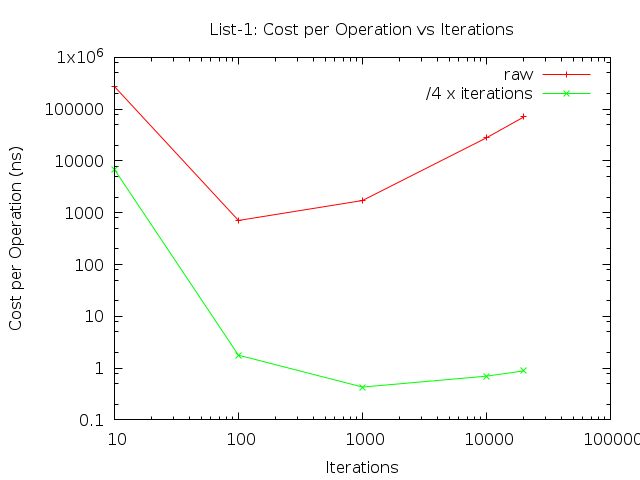 List-1: Cost per Operation vs Iterations
1x10^6
raw
/4 x iterations
100000
10000
1000
100
10
1
0.1
Cost per Operation (ns)
10 100 1000 10000 100000
Iterations